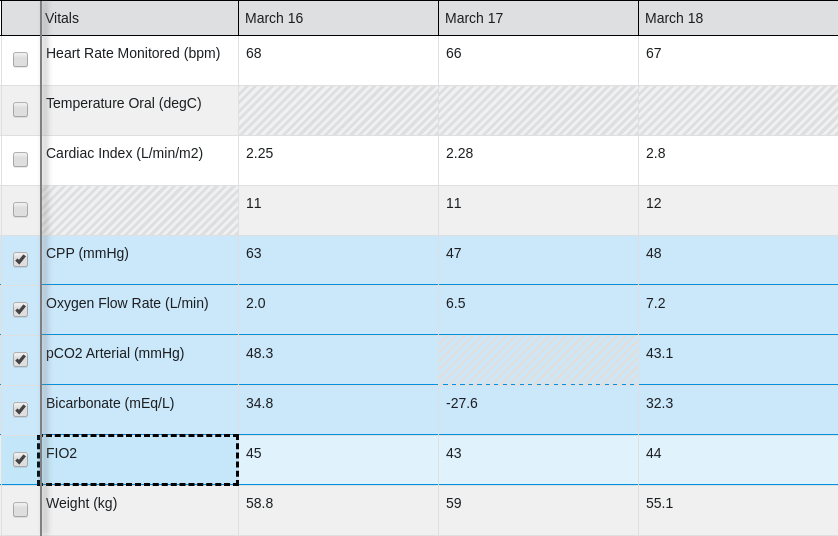 Vitals March 16 March 17 March 18
Heart Rate Monitored (bpm) 68 66 67
Temperature Oral (degC)
Cardiac Index (L/min/m2) 2.25 2.28 2.8
11 11 12
CPP (mmHg) 63 47 48
Oxygen Flow Rate (L/min) 2.0 6.5 7.2
pCO2 Arterial (mmHg) 48.3 43.1
Bicarbonate (mEq/L) 34.8 -27.6 32.3
FIO2 45 43 44
Weight (kg) 58.8 59 55.1